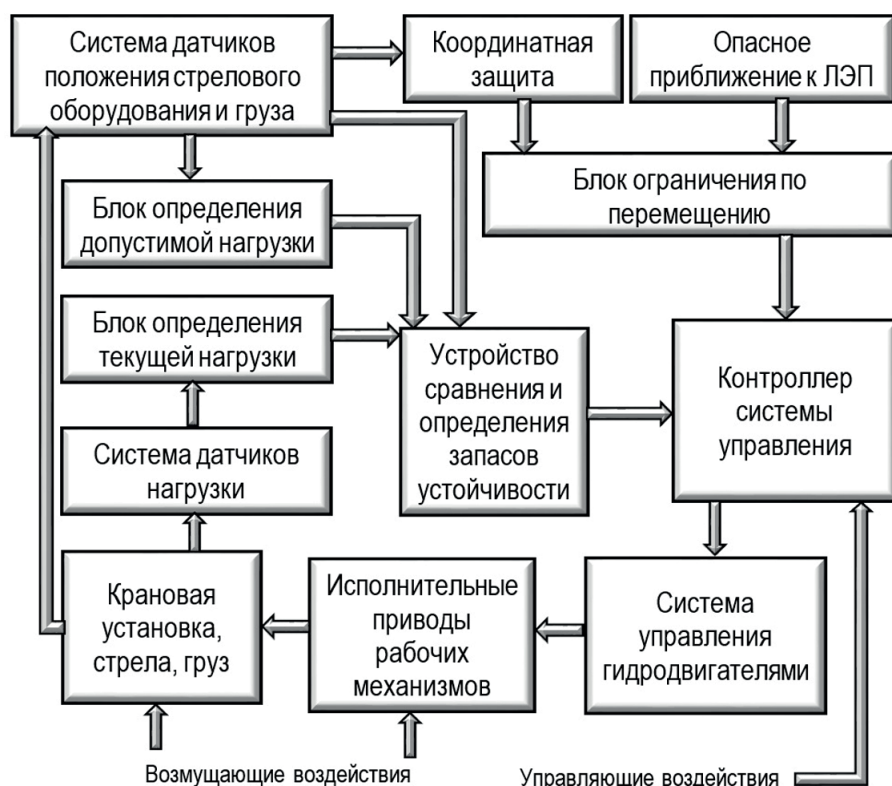 Система датчиков
положения стрелового
оборудования и груза
Координатная
защита
Опасное
приближение к ЛЭП
Блок ограничения по
перемещению
Блок определения
допустимой нагрузки
Блок определения
текущей нагрузки
Устройство
сравнения и
определения
запасов
устойчивости
Контроллер
системы
управления
Система датчиков
нагрузки
Крановая
установка,
стрела, груз
Исполнительные
приводы
рабочих
механизмов
Система
управления
гидродвигателями
Возмущающие воздействия
Управляющие воздействия